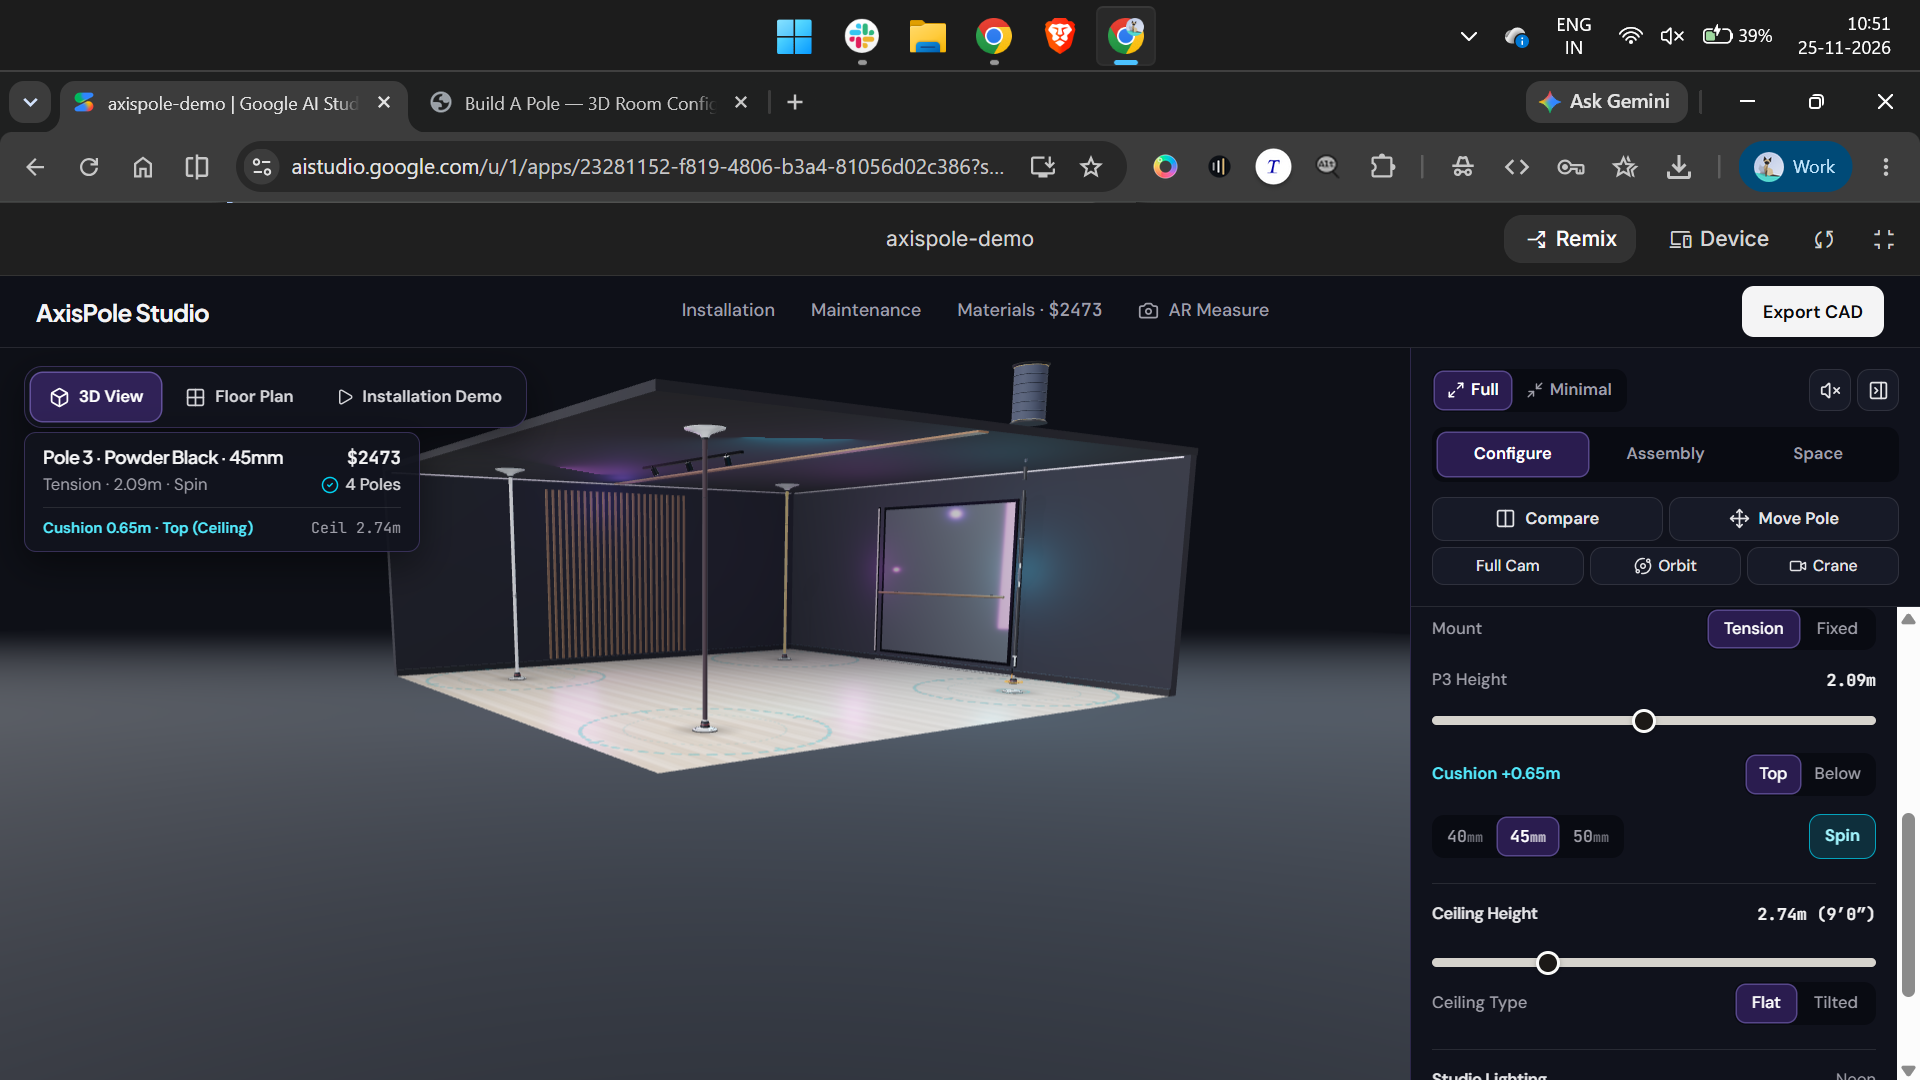 ENG
IN
39%
10:51
25-11-2026
axispole-demo | Google AI Stud
Build A Pole — 3D Room Config
Ask Gemini
aistudio.google.com/u/1/apps/23281152-f819-4806-b3a4-81056d02c386?s...
Work
axispole-demo
Remix
Device
AxisPole Studio
Installation
Maintenance
Materials · $2473
AR Measure
Export CAD
3D View
Floor Plan
Installation Demo
Pole 3 · Powder Black · 45mm
$2473
Tension · 2.09m · Spin
4 Poles
Cushion 0.65m · Top (Ceiling)
Ceil 2.74m
Full
Minimal
Configure
Assembly
Space
Compare
Move Pole
Full Cam
Orbit
Crane
Mount
Tension
Fixed
P3 Height
2.09m
Cushion +0.65m
Top
Below
40mm
45mm
50mm
Spin
Ceiling Height
2.74m (9′0″)
Ceiling Type
Flat
Tilted
Studio Lighting
Neon